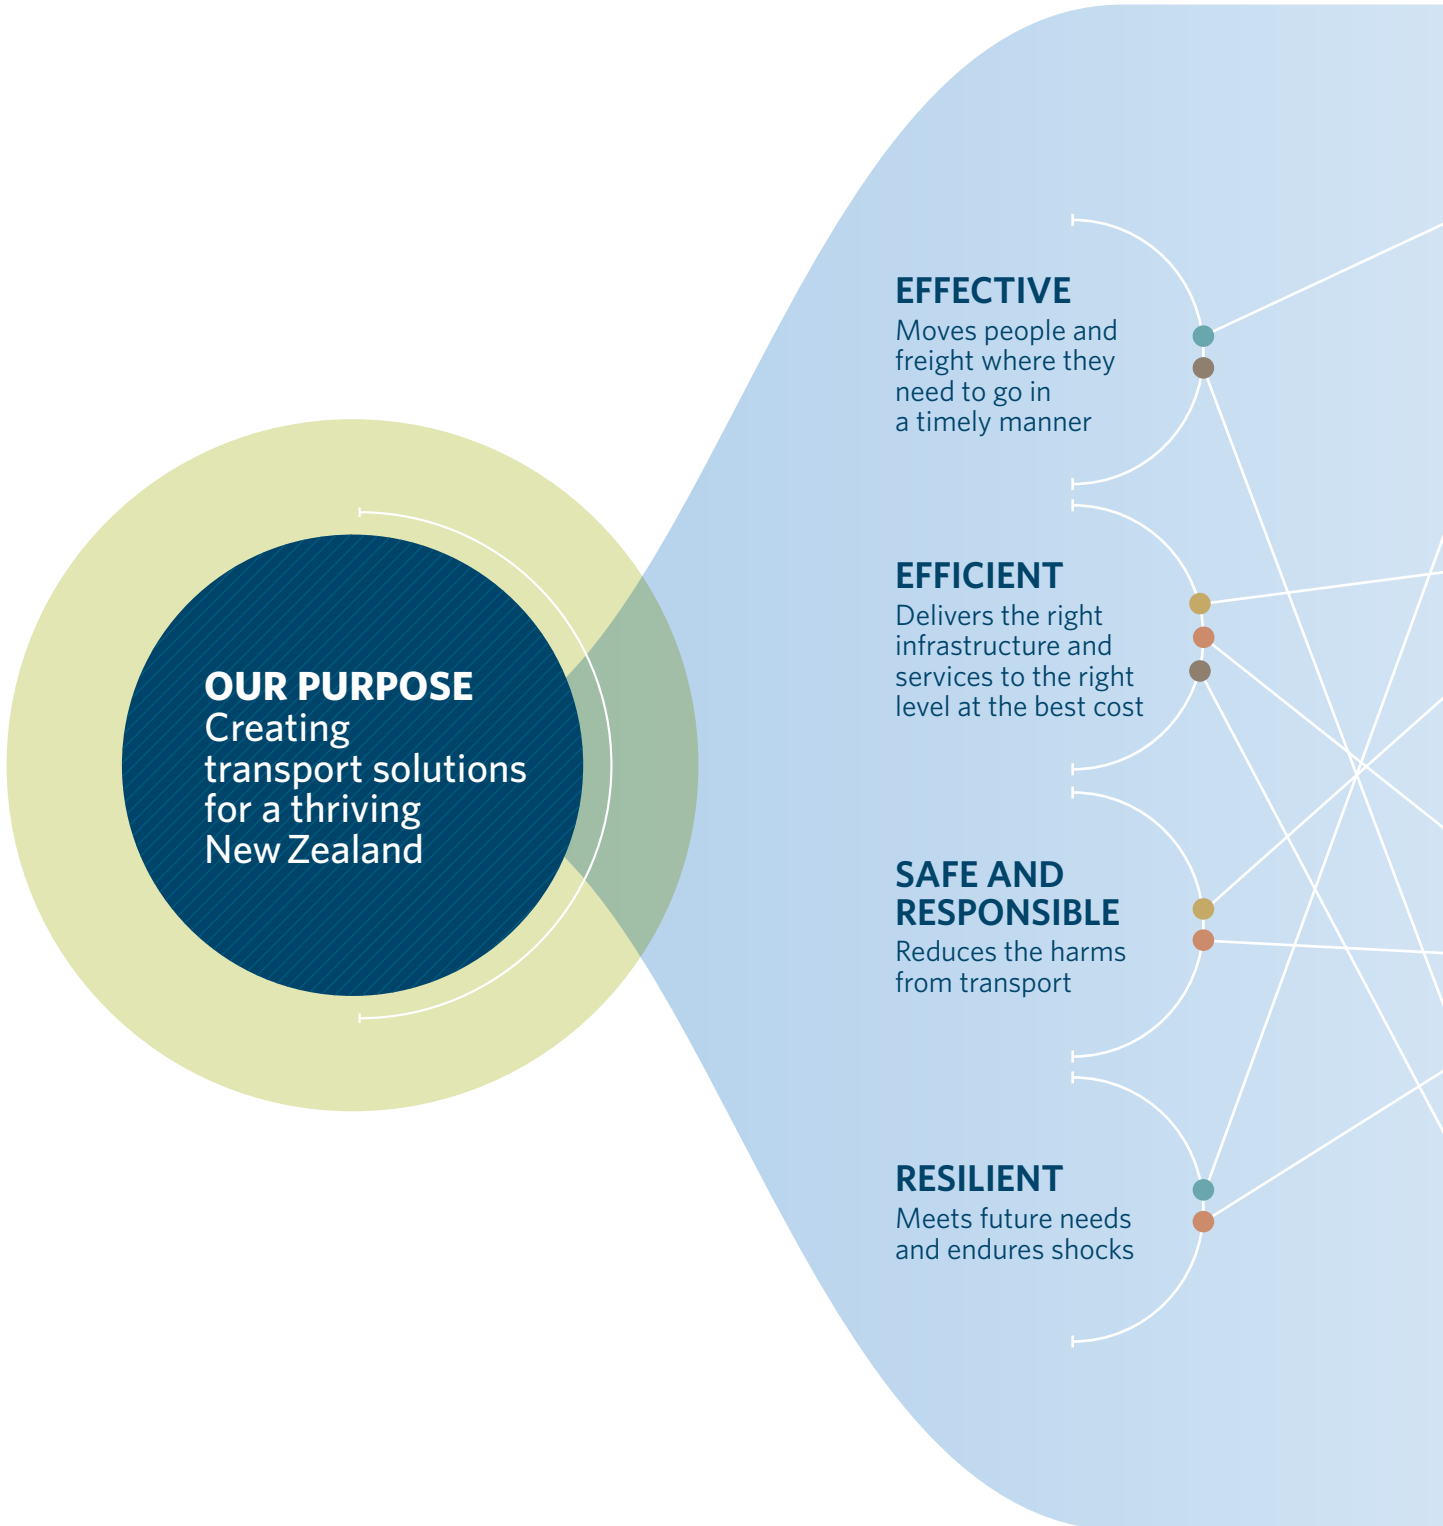 OUR PURPOSE
Creating
transport solutions
for a thriving
New Zealand
EFFECTIVE
Moves people and
freight where they
need to go in
a timely manner
EFFICIENT
Delivers the right
infrastructure and
services to the right
level at the best cost
SAFE AND
RESPONSIBLE
Reduces the harms
from transport
RESILIENT
Meets future needs
and endures shocks